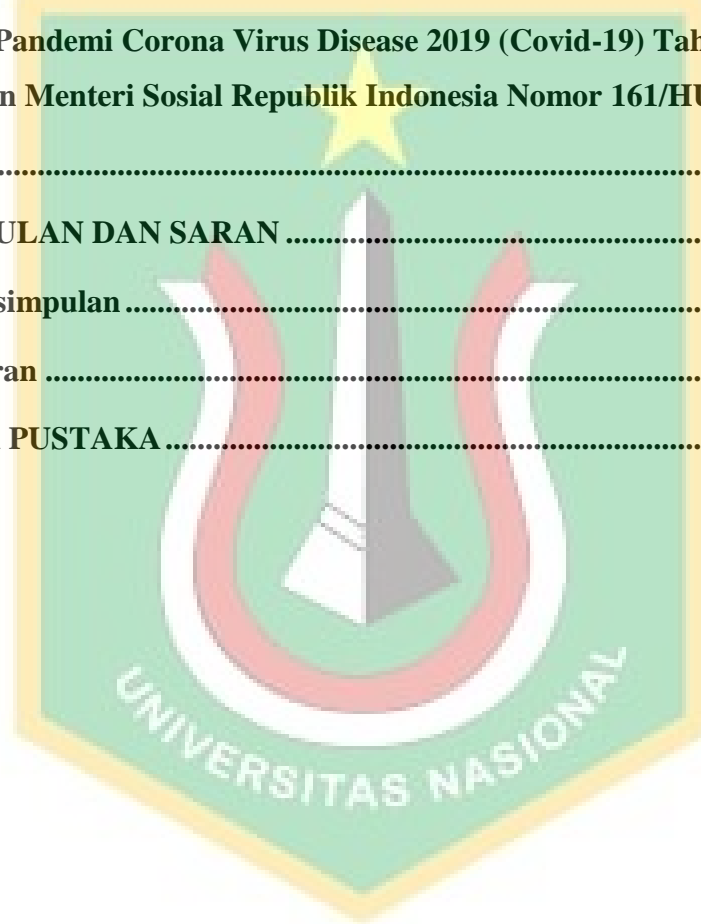 Pandemi Corona Virus Disease 2019 (Covid-19) Tah
n Menteri Sosial Republik Indonesia Nomor 161/HU
........................................................................................
ULAN DAN SARAN ................................................................
simpulan ........................................................................
ran ....................................................................................
PUSTAKA ........................................................................
UNIVERSITAS NASIONAL